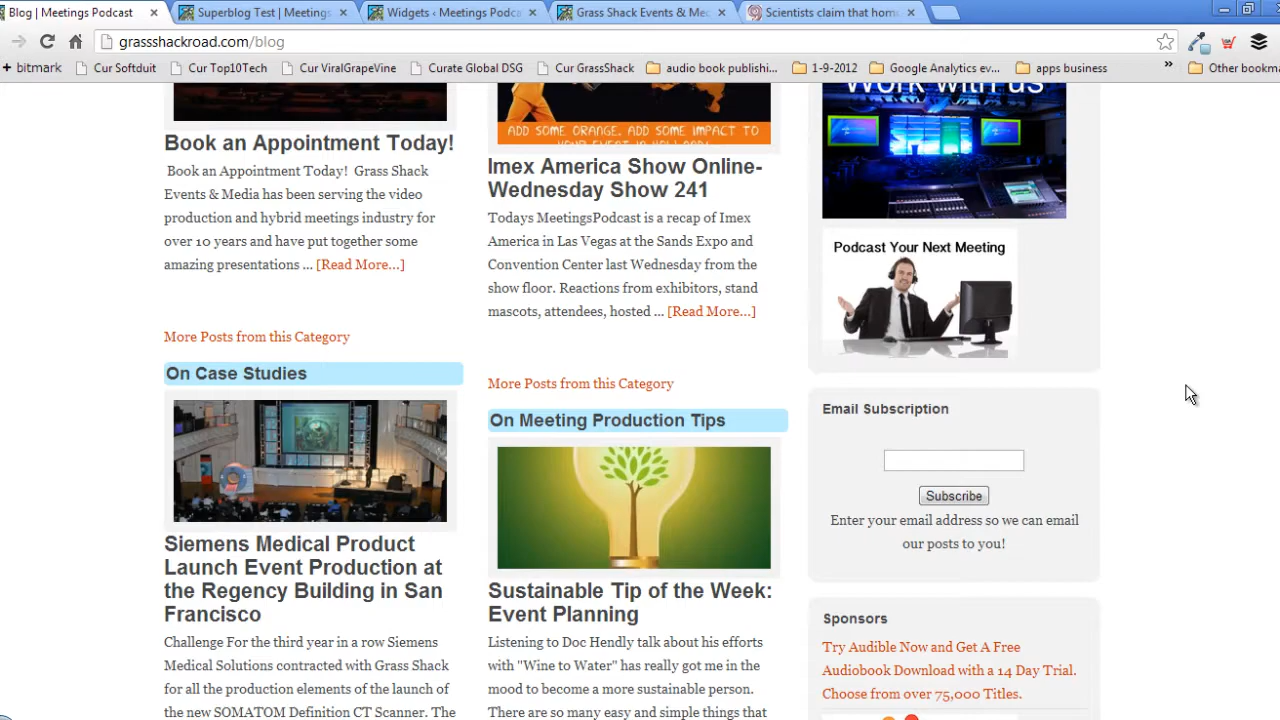 Blog | Meetings Podcast
Superblog Test | Meetings
Widgets ‹ Meetings Podca
Grass Shack Events & Me
Scientists claim that hom
grassshackroad.com/blog
+ bitmark
Cur Softduit
Cur Top10Tech
Cur ViralGrapeVine
Curate Global DSG
Cur GrassShack
audio book publishi...
1-9-2012
Google Analytics ev...
apps business
»
Other bookma
Book an Appointment Today!
Book an Appointment Today! Grass Shack
Events & Media has been serving the video
production and hybrid meetings industry for
over 10 years and have put together some
amazing presentations ... [Read More...]
More Posts from this Category
On Case Studies
Siemens Medical Product
Launch Event Production at
the Regency Building in San
Francisco
Challenge For the third year in a row Siemens
Medical Solutions contracted with Grass Shack
for all the production elements of the launch of
the new SOMATOM Definition CT Scanner. The
ADD SOME ORANGE. ADD SOME IMPACT TO
YOUR EVENT IN HOLLAND
Imex America Show Online-
Wednesday Show 241
Todays MeetingsPodcast is a recap of Imex
America in Las Vegas at the Sands Expo and
Convention Center last Wednesday from the
show floor. Reactions from exhibitors, stand
mascots, attendees, hosted ... [Read More...]
More Posts from this Category
On Meeting Production Tips
Sustainable Tip of the Week:
Event Planning
Listening to Doc Hendly talk about his efforts
with "Wine to Water" has really got me in the
mood to become a more sustainable person.
There are so many easy and simple things that
Work with us
Podcast Your Next Meeting
Email Subscription
Subscribe
Enter your email address so we can email
our posts to you!
Sponsors
Try Audible Now and Get A Free
Audiobook Download with a 14 Day Trial.
Choose from over 75,000 Titles.